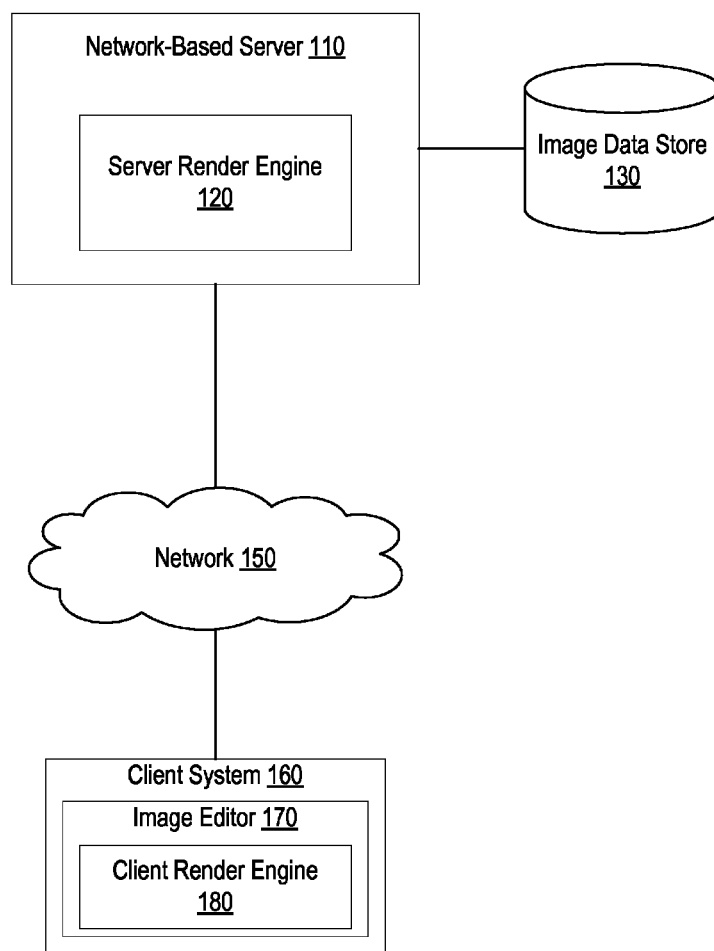 Network-Based Server 110
Server Render Engine
120
Image Data Store
130
Network 150
Client System 160
Image Editor 170
Client Render Engine
180